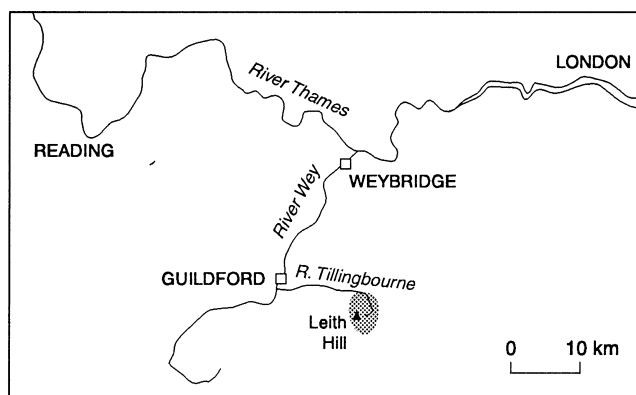 LONDON
River Thames
READING
WEYBRIDGE
River Wey
GUILDFORD
R. Tillingbourne
Leith
Hill
0 10 km